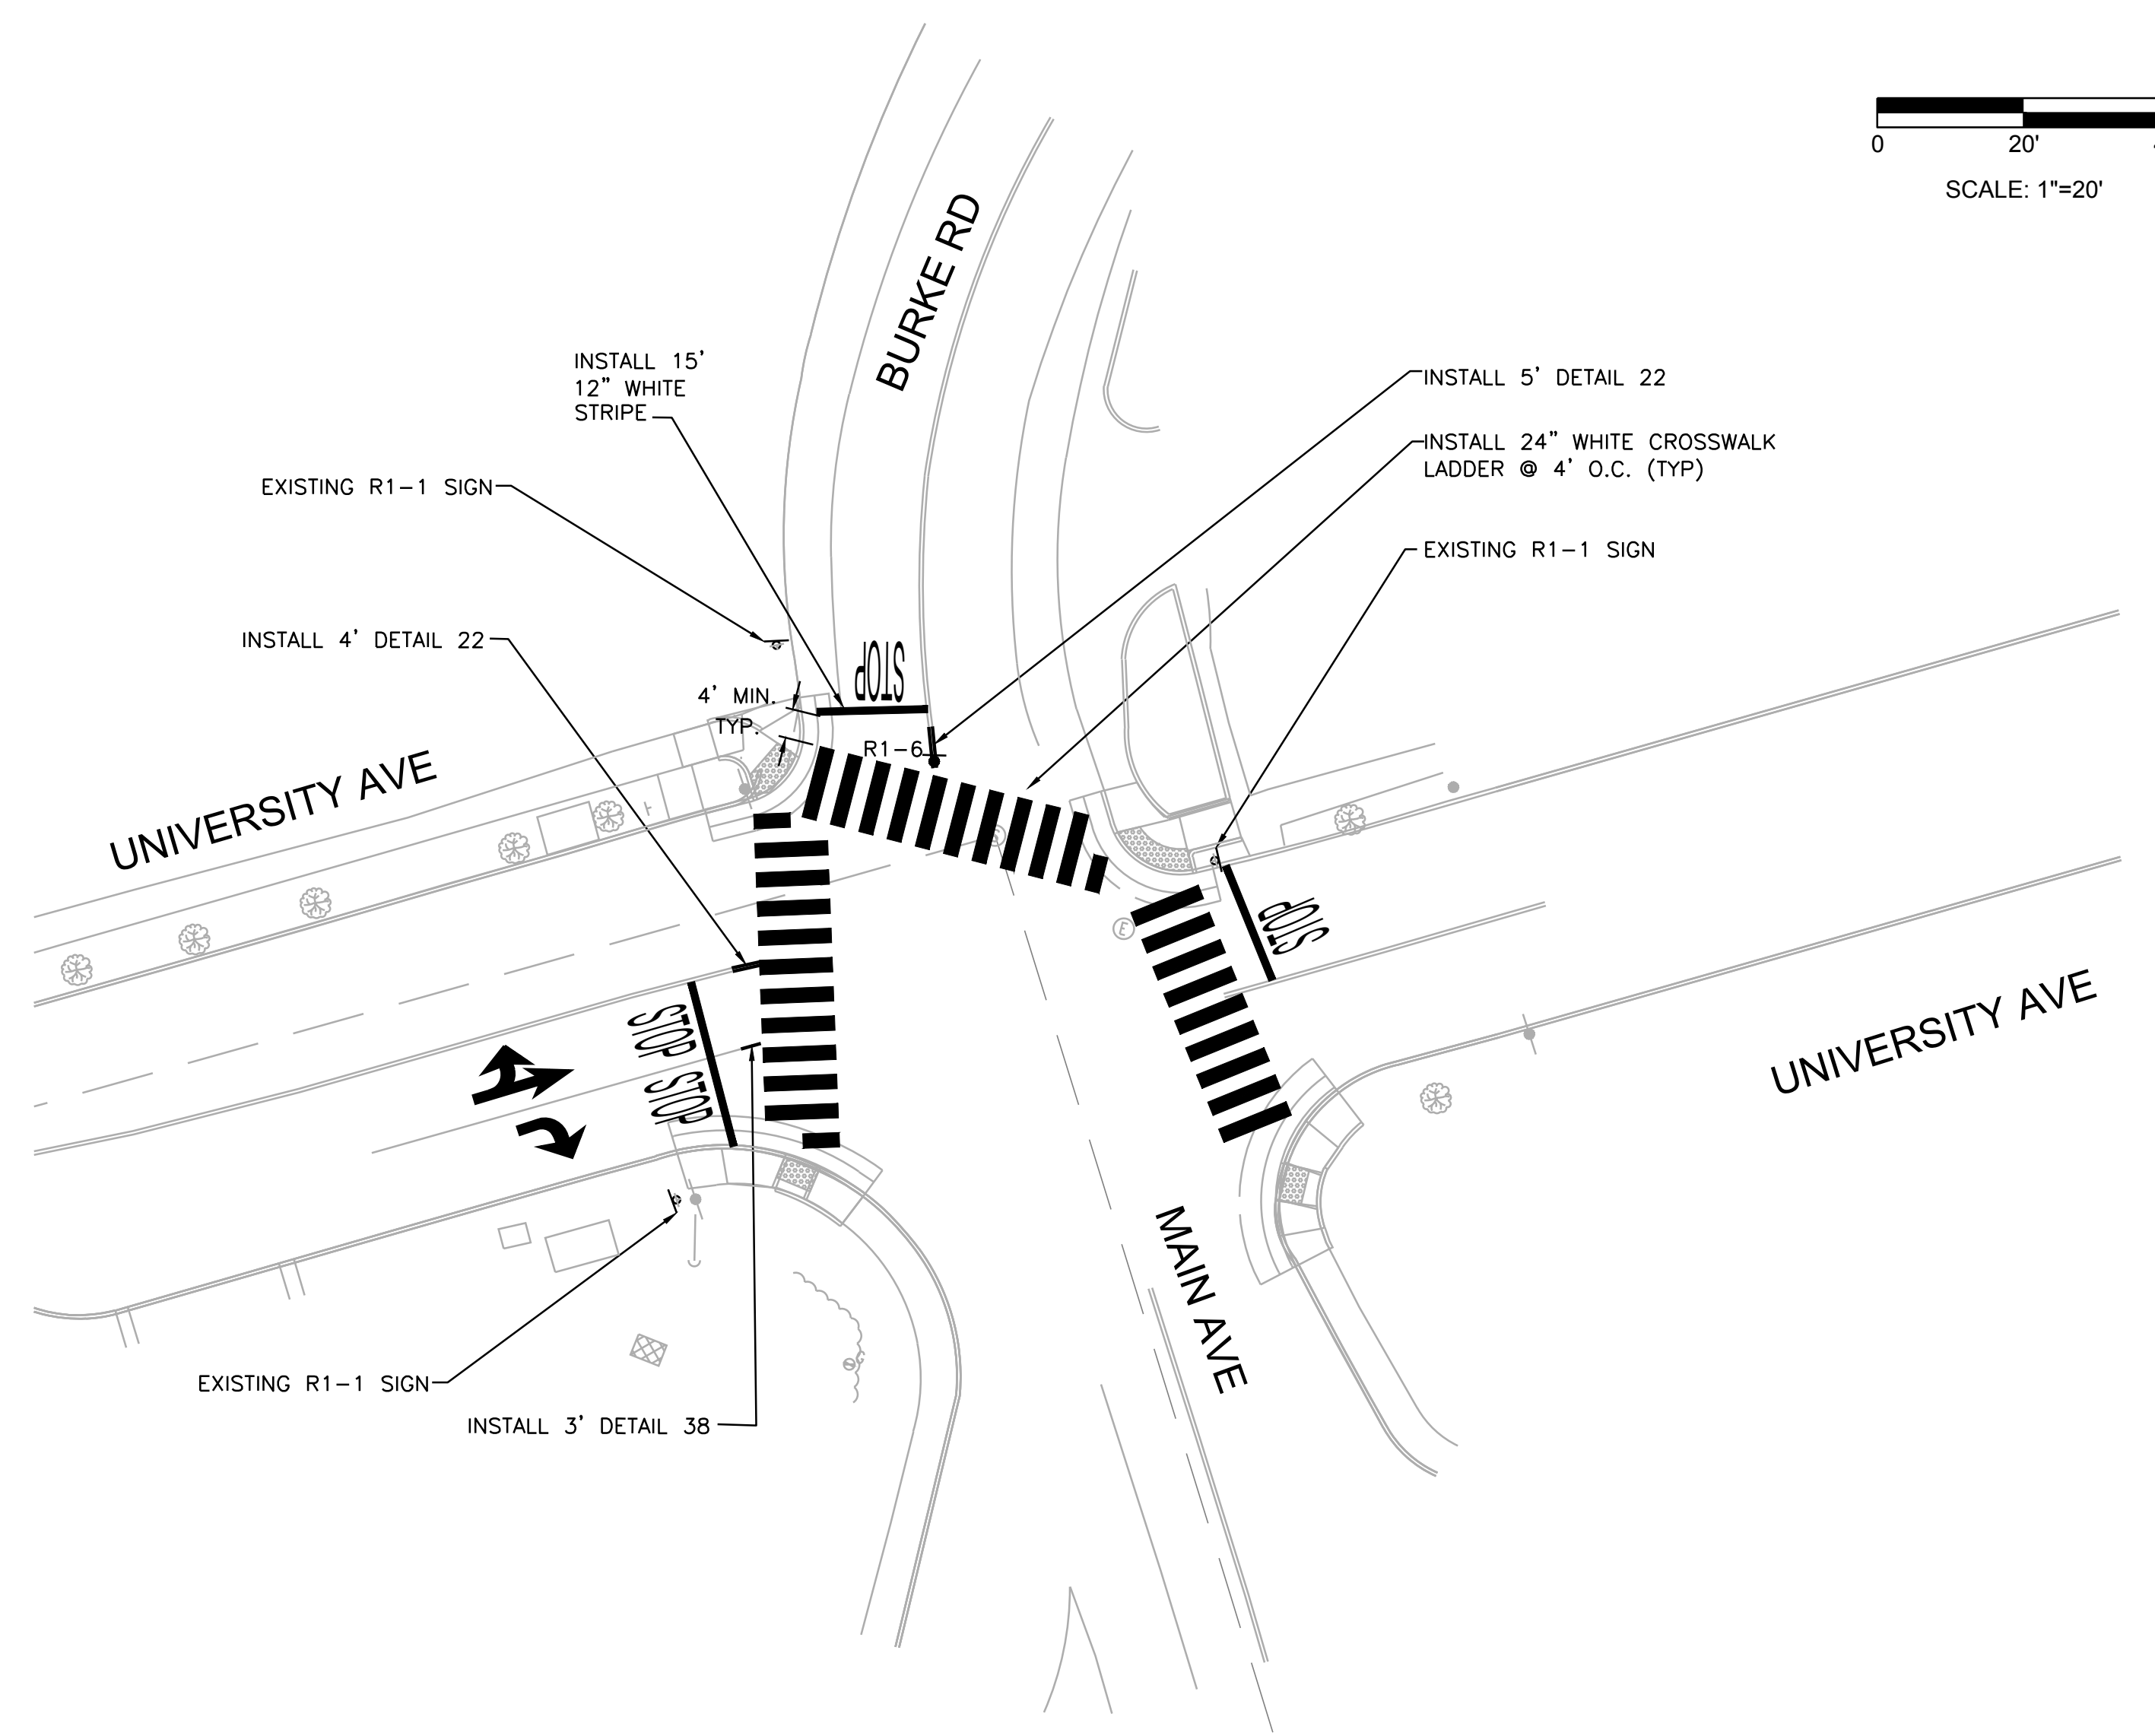 0
20'
SCALE: 1"=20'
BURKE RD
INSTALL 15'
12" WHITE
STRIPE
INSTALL 5' DETAIL 22
INSTALL 24" WHITE CROSSWALK
LADDER @ 4' O.C. (TYP)
EXISTING R1-1 SIGN
EXISTING R1-1 SIGN
INSTALL 4' DETAIL 22
STOP
4' MIN.
TYP.
R1-6
UNIVERSITY AVE
STOP
E
STOP
STOP
UNIVERSITY AVE
MAIN AVE
EXISTING R1-1 SIGN
INSTALL 3' DETAIL 38